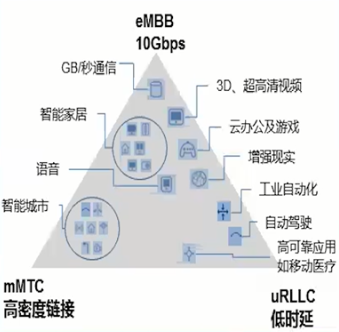 eMBB
10Gbps
GB/秒通信
3D、超高清视频
智能家居
云办公及游戏
语音
增强现实
工业自动化
智能城市
自动驾驶
高可靠应用
如移动医疗
mMTC
高密度链接
uRLLC
低时延